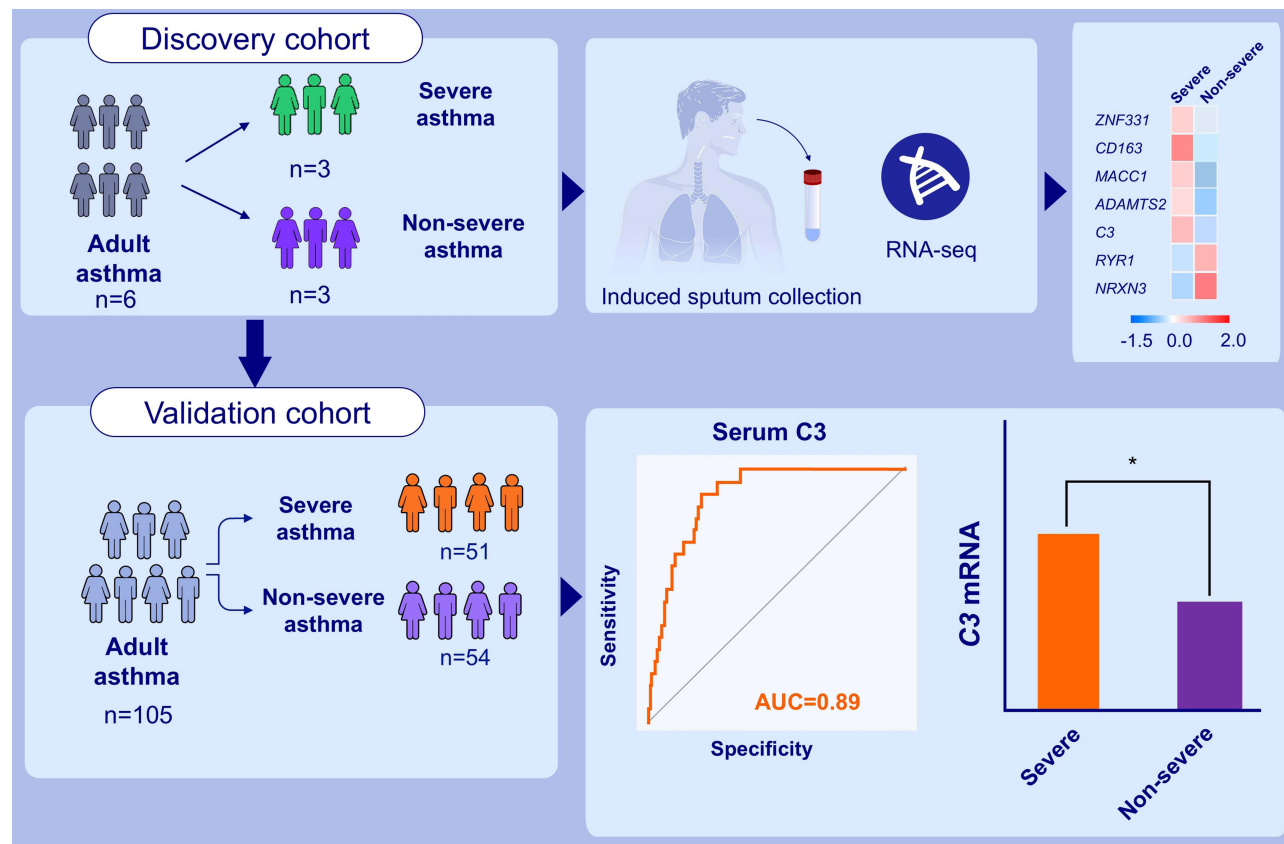 Discovery cohort
Severe
asthma
n=3
Adult
asthma
n=6
Non-severe
asthma
n=3
Induced sputum collection
RNA-seq
Severe
Non-severe
ZNF331
CD163
MACC1
ADAMTS2
C3
RYR1
NRXN3
-1.5 0.0 2.0
Validation cohort
Severe
asthma
n=51
Non-severe
asthma
n=54
Adult
asthma
n=105
Serum C3
Sensitivity
AUC=0.89
Specificity
C3 mRNA
*
Severe
Non-severe